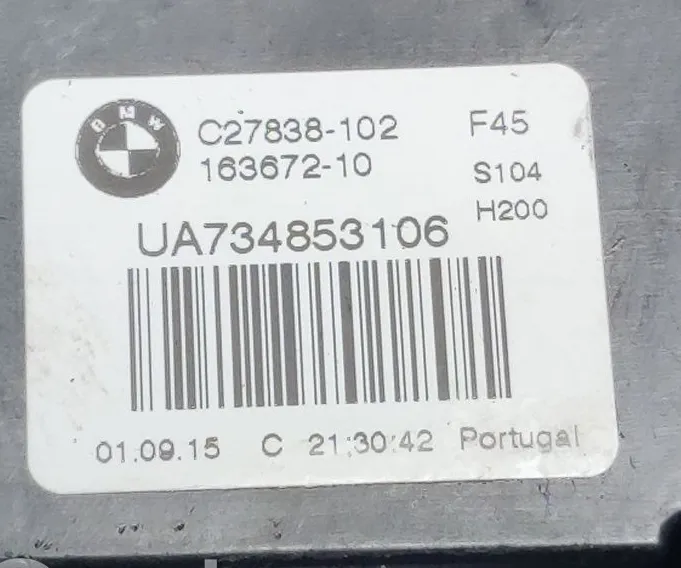 BMW
C27838-102 F45
163672-10 S104
H200
UA734853106
01.09.15 C 21:30:42 Portugal